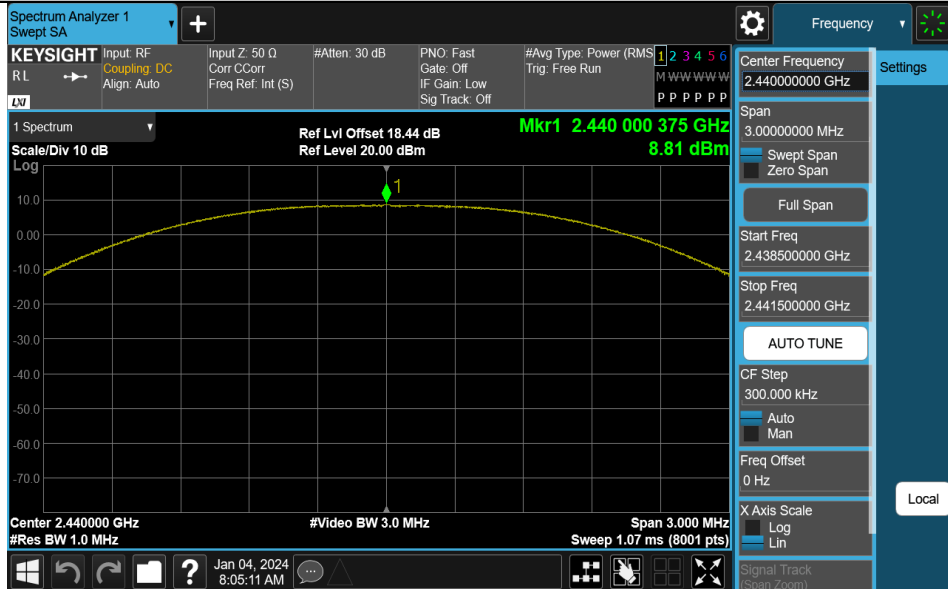 Spectrum Analyzer 1
Swept SA
Frequency
KEYSIGHT
R L
LXI
Input: RF
Coupling: DC
Align: Auto
Input Z: 50 Ω
Corr CCorr
Freq Ref: Int (S)
#Atten: 30 dB
PNO: Fast
Gate: Off
IF Gain: Low
Sig Track: Off
#Avg Type: Power (RMS
Trig: Free Run
1 2 3 4 5 6
M W W W W W
P P P P P P
1 Spectrum
Scale/Div 10 dB
Log
Ref Lvl Offset 18.44 dB
Ref Level 20.00 dBm
Mkr1 2.440 000 375 GHz
8.81 dBm
1
10.0
0.00
-10.0
-20.0
-30.0
-40.0
-50.0
-60.0
-70.0
Center 2.440000 GHz
#Res BW 1.0 MHz
#Video BW 3.0 MHz
Span 3.000 MHz
Sweep 1.07 ms (8001 pts)
Jan 04, 2024
8:05:11 AM
Center Frequency
2.440000000 GHz
Span
3.00000000 MHz
Swept Span
Zero Span
Full Span
Start Freq
2.438500000 GHz
Stop Freq
2.441500000 GHz
AUTO TUNE
CF Step
300.000 kHz
Auto
Man
Freq Offset
0 Hz
X Axis Scale
Log
Lin
Signal Track
(Span Zoom)
Settings
Local